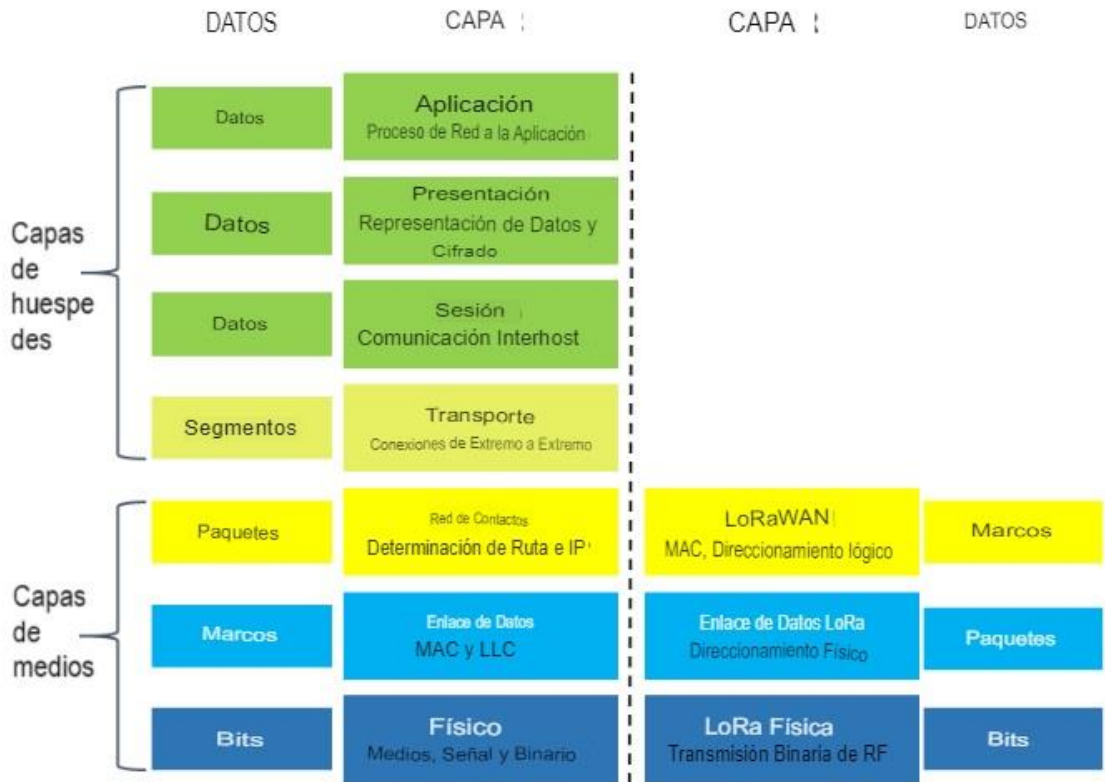 DATOS
CAPA
CAPA
DATOS
Capas
de
huespe
des
Datos
Aplicación
Proceso de Red a la Aplicación
Datos
Presentación
Representación de Datos y
Cifrado
Datos
Sesión
Comunicación Interhost
Segmentos
Transporte
Conexiones de Extremo a Extremo
Capas
de
medios
Paquetes
Red de Contactos
Determinación de Ruta e IP
LoRaWAN
MAC, Direccionamiento lógico
Marcos
Marcos
Enlace de Datos
MAC y LLC
Enlace de Datos LoRa
Direccionamiento Físico
Paquetes
Bits
Físico
Medios, Señal y Binario
LoRa Física
Transmisión Binaria de RF
Bits